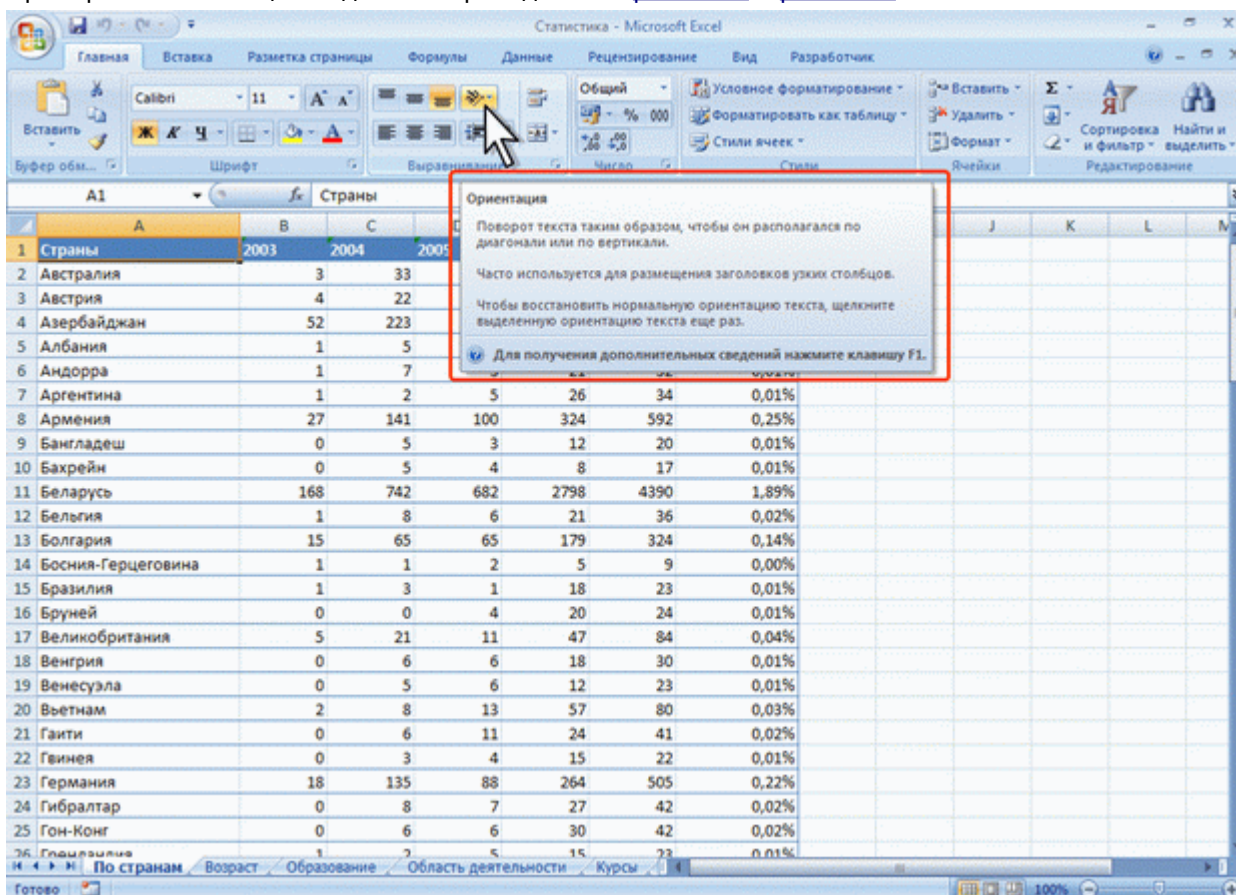 Статистика - Microsoft Excel
Главная Вставка Разметка страницы Формулы Данные Рецензирование Вид Разработчик
Вставить
Calibri 11
Ж К Ч
Общий
% 000
Условное форматирование
Форматировать как таблицу
Стили ячеек
Вставить
Удалить
Формат
Σ
Сортировка и фильтр
Найти и выделить
Буфер обм... Шрифт Выравнивание Число Стили Ячейки Редактирование
A1 fx Страны
Ориентация
Поворот текста таким образом, чтобы он располагался по
диагонали или по вертикали.
Часто используется для размещения заголовков узких столбцов.
Чтобы восстановить нормальную ориентацию текста, щелкните
выделенную ориентацию текста еще раз.
Для получения дополнительных сведений нажмите клавишу F1.
A B C J K L
1 Страны 2003 2004 2005
2 Австралия 3 33
3 Австрия 4 22
4 Азербайджан 52 223
5 Албания 1 5
6 Андорра 1 7
7 Аргентина 1 2 5 26 34 0,01%
8 Армения 27 141 100 324 592 0,25%
9 Бангладеш 0 5 3 12 20 0,01%
10 Бахрейн 0 5 4 8 17 0,01%
11 Беларусь 168 742 682 2798 4390 1,89%
12 Бельгия 1 8 6 21 36 0,02%
13 Болгария 15 65 65 179 324 0,14%
14 Босния-Герцеговина 1 1 2 5 9 0,00%
15 Бразилия 1 3 1 18 23 0,01%
16 Бруней 0 0 4 20 24 0,01%
17 Великобритания 5 21 11 47 84 0,04%
18 Венгрия 0 6 6 18 30 0,01%
19 Венесуэла 0 5 6 12 23 0,01%
20 Вьетнам 2 8 13 57 80 0,03%
21 Гаити 0 6 11 24 41 0,02%
22 Гвинея 0 3 4 15 22 0,01%
23 Германия 18 135 88 264 505 0,22%
24 Гибралтар 0 8 7 27 42 0,02%
25 Гон-Конг 0 6 6 30 42 0,02%
26 Гренландия 1 2 5 15 23 0,01%
По странам Возраст Образование Область деятельности Курсы
Готово 100%